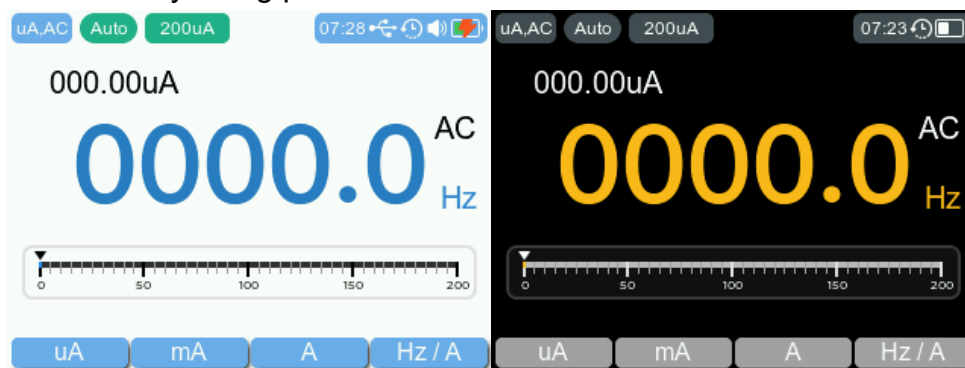 uA,AC Auto 200uA 07:28
000.00uA
0000.0 AC Hz
0 50 100 150 200
uA mA A Hz / A
uA,AC Auto 200uA 07:23
000.00uA
0000.0 AC Hz
0 50 100 150 200
uA mA A Hz / A